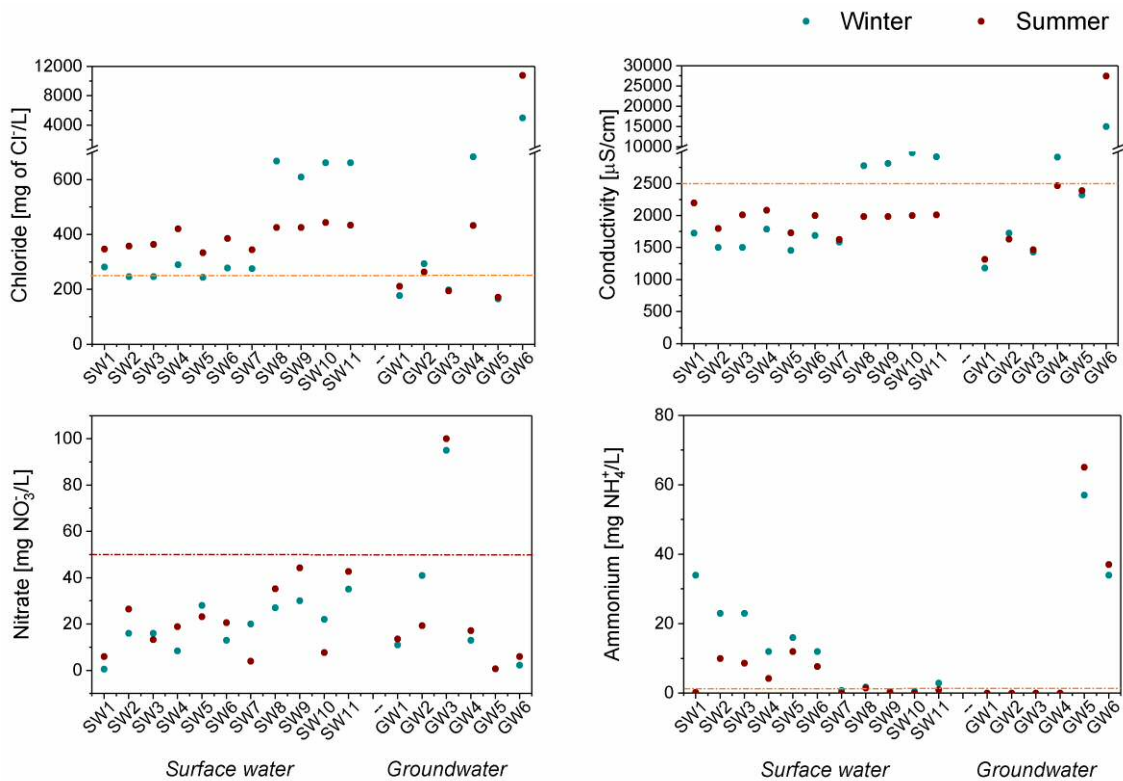 Winter Summer
Chloride [mg of Cl⁻/L]
12000
8000
4000
600
400
200
0
SW1 SW2 SW3 SW4 SW5 SW6 SW7 SW8 SW9 SW10 SW11 -- GW1 GW2 GW3 GW4 GW5 GW6
Conductivity [µS/cm]
30000
25000
20000
15000
10000
2500
2000
1500
1000
500
0
SW1 SW2 SW3 SW4 SW5 SW6 SW7 SW8 SW9 SW10 SW11 -- GW1 GW2 GW3 GW4 GW5 GW6
Nitrate [mg NO₃⁻/L]
100
80
60
40
20
0
SW1 SW2 SW3 SW4 SW5 SW6 SW7 SW8 SW9 SW10 SW11 -- GW1 GW2 GW3 GW4 GW5 GW6
Surface water Groundwater
Ammonium [mg NH₄⁺/L]
80
60
40
20
0
SW1 SW2 SW3 SW4 SW5 SW6 SW7 SW8 SW9 SW10 SW11 -- GW1 GW2 GW3 GW4 GW5 GW6
Surface water Groundwater